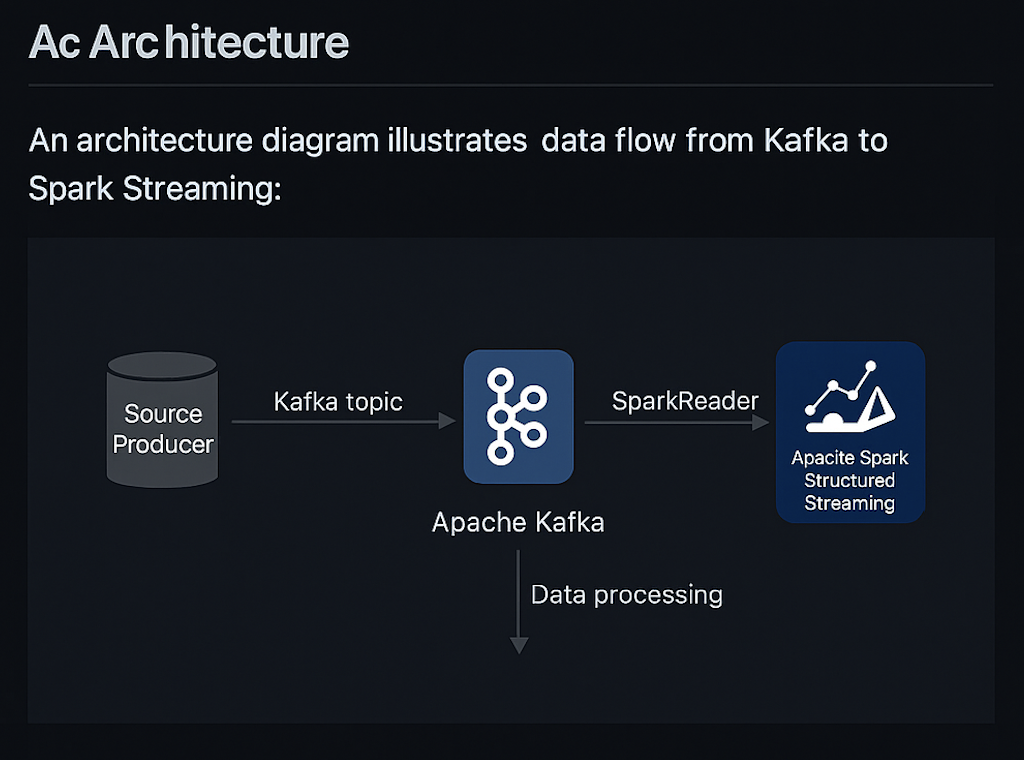 Ac Architecture
An architecture diagram illustrates data flow from Kafka to
Spark Streaming:
Source
Producer
Kafka topic
SparkReader
Apacite Spark
Structured
Streaming
Apache Kafka
Data processing